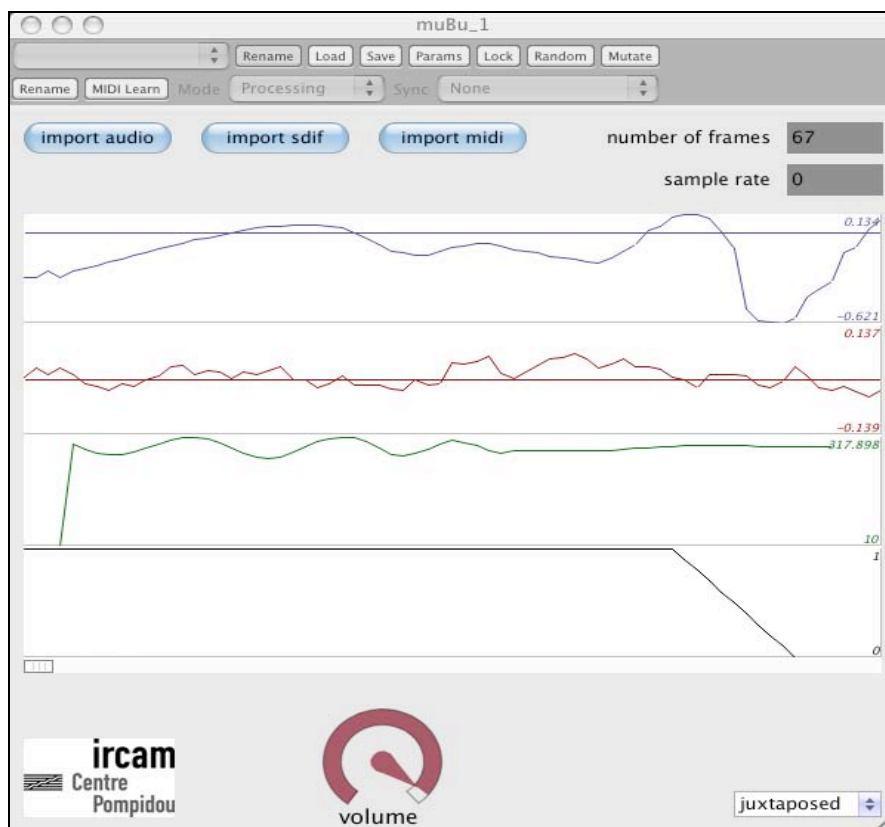 muBu_1
Rename Load Save Params Lock Random Mutate
Rename MIDI Learn Mode Processing Sync None
import audio import sdif import midi number of frames 67
sample rate 0
0.134
-0.621
0.137
-0.139
317.898
10
1
0
ircam
Centre
Pompidou
volume
juxtaposed